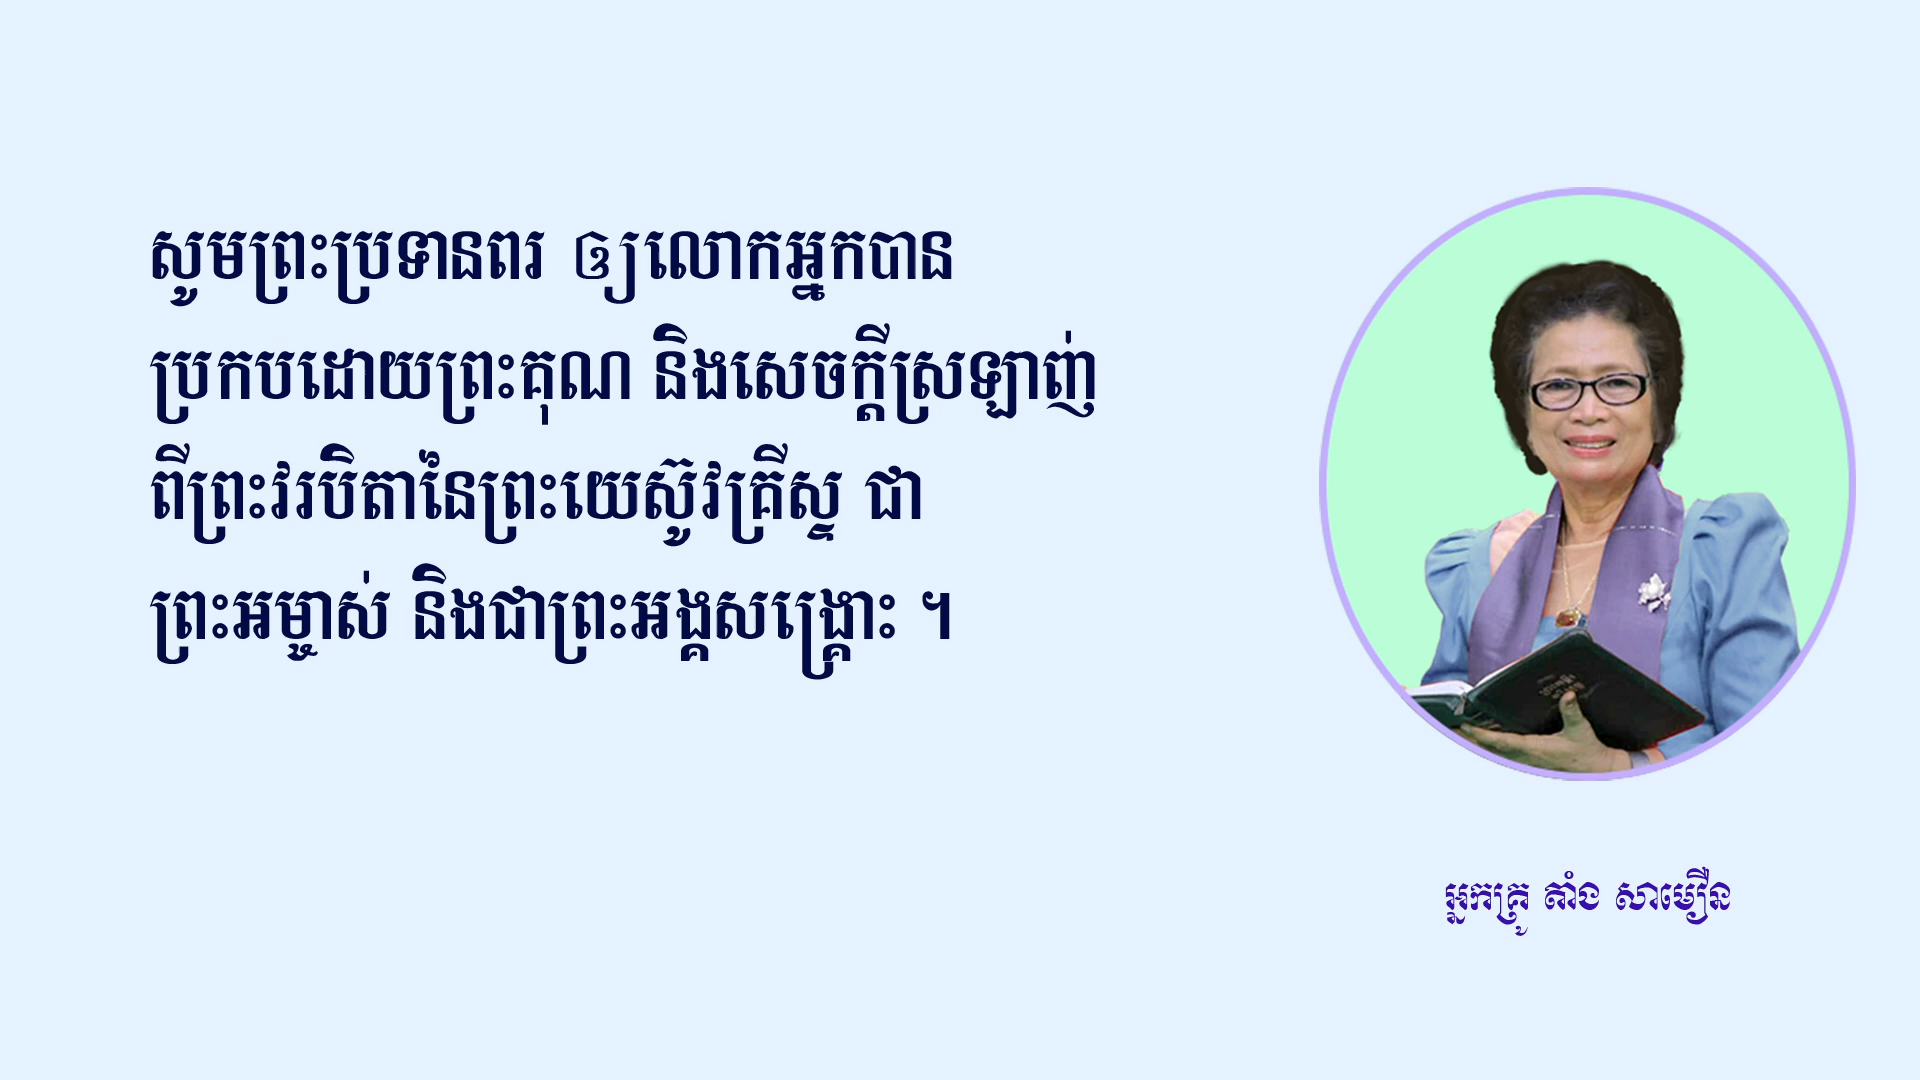 សូមព្រះប្រទានពរ ឲ្យលោកអ្នកបាន
ប្រកបដោយព្រះគុណ និងសេចក្ដីស្រឡាញ់
ពីព្រះវរបិតានៃព្រះយេស៊ូវគ្រីស្ទ ជា
ព្រះអម្ចាស់ និងជាព្រះអង្គសង្គ្រោះ ។
អ្នកគ្រូ តាំង សាមឿន